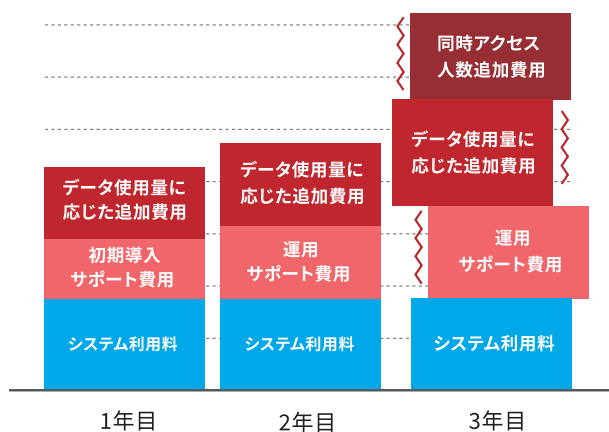 同時アクセス
人数追加費用
データ使用量に
応じた追加費用
データ使用量に
応じた追加費用
データ使用量に
応じた追加費用
初期導入
サポート費用
運用
サポート費用
運用
サポート費用
システム利用料
システム利用料
システム利用料
1年目
2年目
3年目